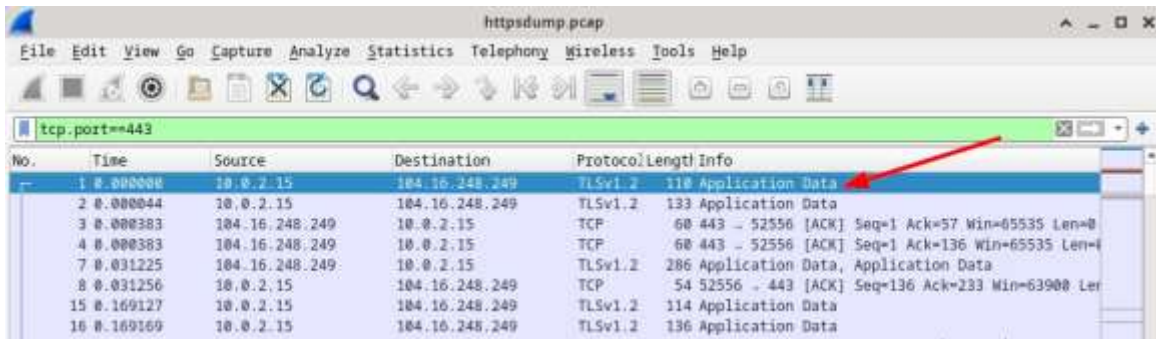 httpsdump.pcap
File Edit View Go Capture Analyze Statistics Telephony Wireless Tools Help
tcp.port==443
No. Time Source Destination Protocol Length Info
1 0.000000 10.0.2.15 104.16.248.249 TLSv1.2 110 Application Data
2 0.000044 10.0.2.15 104.16.248.249 TLSv1.2 133 Application Data
3 0.000383 104.16.248.249 10.0.2.15 TCP 60 443 → 52556 [ACK] Seq=1 Ack=57 Win=65535 Len=0
4 0.000383 104.16.248.249 10.0.2.15 TCP 60 443 → 52556 [ACK] Seq=1 Ack=136 Win=65535 Len=
7 0.031225 104.16.248.249 10.0.2.15 TLSv1.2 286 Application Data, Application Data
8 0.031256 10.0.2.15 104.16.248.249 TCP 54 52556 → 443 [ACK] Seq=136 Ack=233 Win=63900 Len
15 0.169127 10.0.2.15 104.16.248.249 TLSv1.2 114 Application Data
16 0.169169 10.0.2.15 104.16.248.249 TLSv1.2 136 Application Data